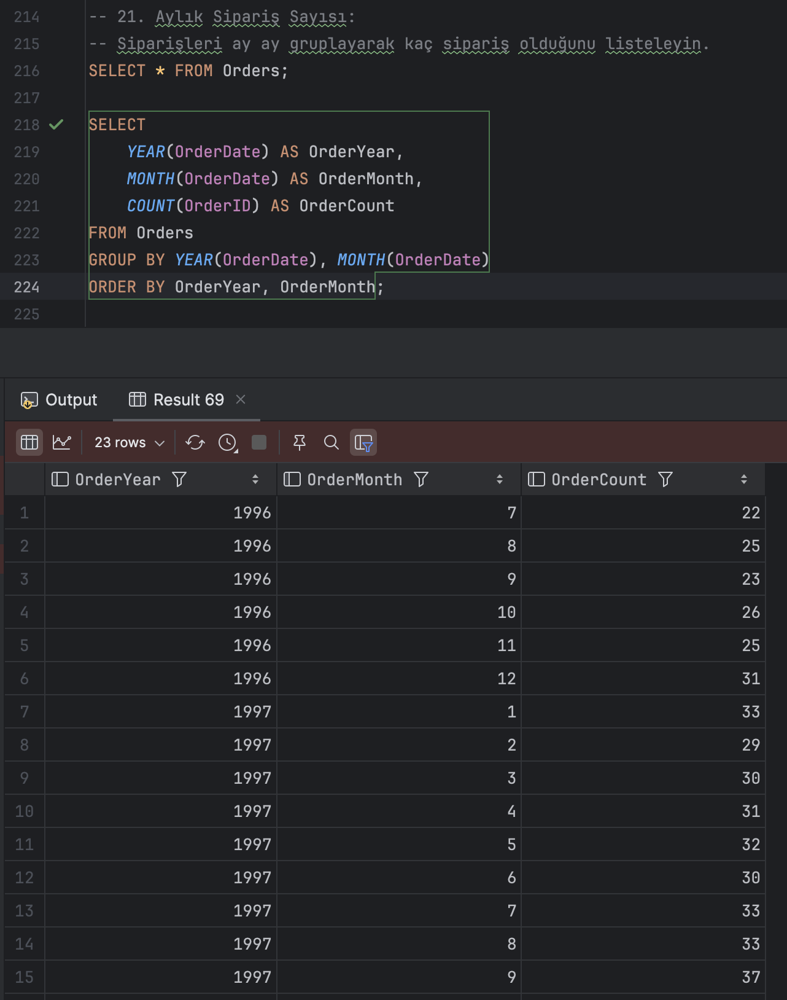 214 -- 21. Aylık Sipariş Sayısı:
215 -- Siparişleri ay ay gruplayarak kaç sipariş olduğunu listeleyin.
216 SELECT * FROM Orders;
217
218 SELECT
219 YEAR(OrderDate) AS OrderYear,
220 MONTH(OrderDate) AS OrderMonth,
221 COUNT(OrderID) AS OrderCount
222 FROM Orders
223 GROUP BY YEAR(OrderDate), MONTH(OrderDate)
224 ORDER BY OrderYear, OrderMonth;
225
Output Result 69
23 rows
OrderYear OrderMonth OrderCount
1 1996 7 22
2 1996 8 25
3 1996 9 23
4 1996 10 26
5 1996 11 25
6 1996 12 31
7 1997 1 33
8 1997 2 29
9 1997 3 30
10 1997 4 31
11 1997 5 32
12 1997 6 30
13 1997 7 33
14 1997 8 33
15 1997 9 37